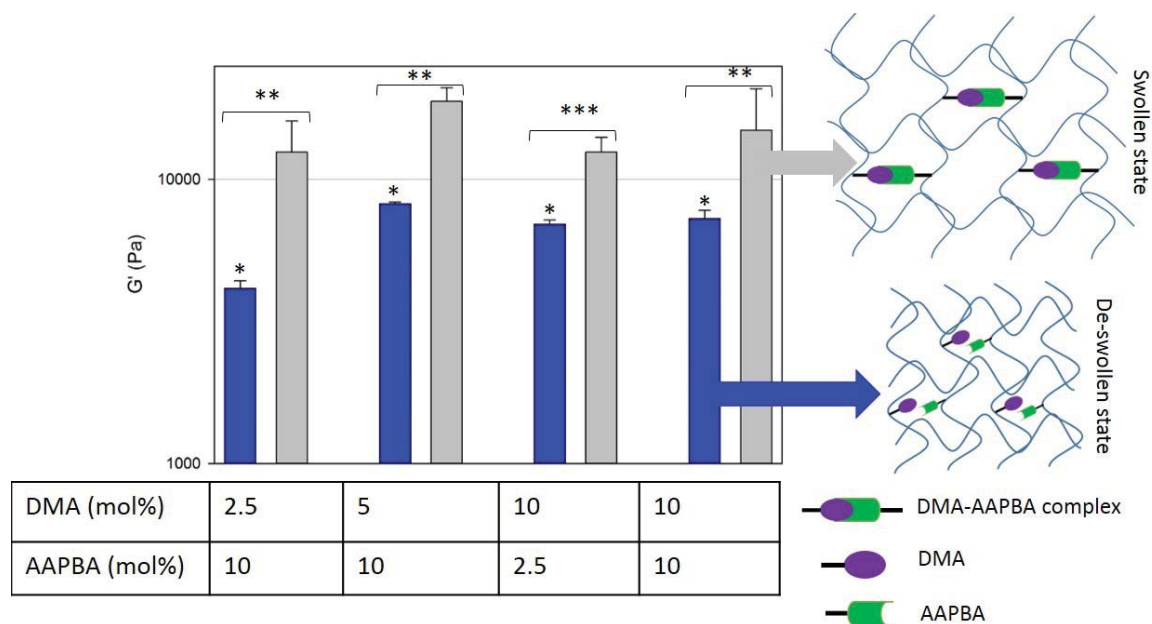 ** ** *** **
10000
* * * *
1000
G' (Pa)
Swollen state
De-swollen state
DMA (mol%) 2.5 5 10 10
AAPBA (mol%) 10 10 2.5 10
DMA-AAPBA complex
DMA
AAPBA